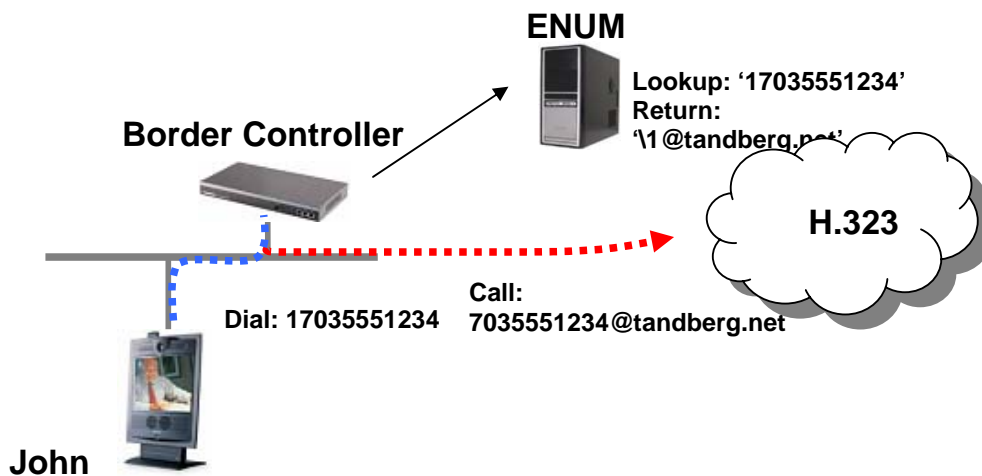 ENUM
Lookup: ‘17035551234’
Return:
‘\1@tandberg.net’
Border Controller
H.323
Dial: 17035551234
Call:
7035551234@tandberg.net
John